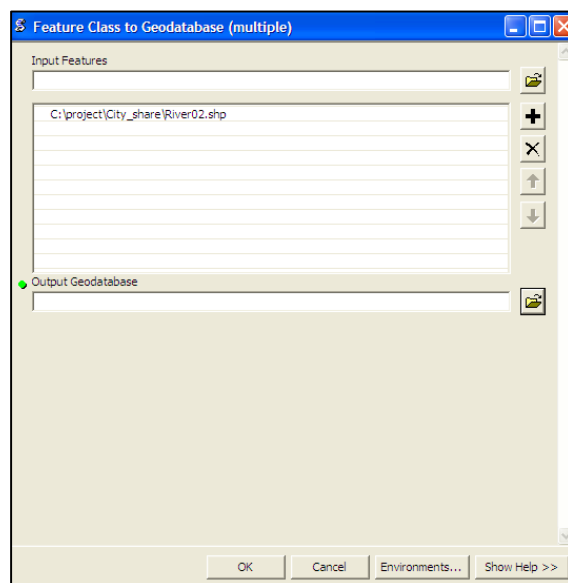 Feature Class to Geodatabase (multiple)
Input Features
C:\project\City_share\River02.shp
Output Geodatabase
OK Cancel Environments... Show Help >>